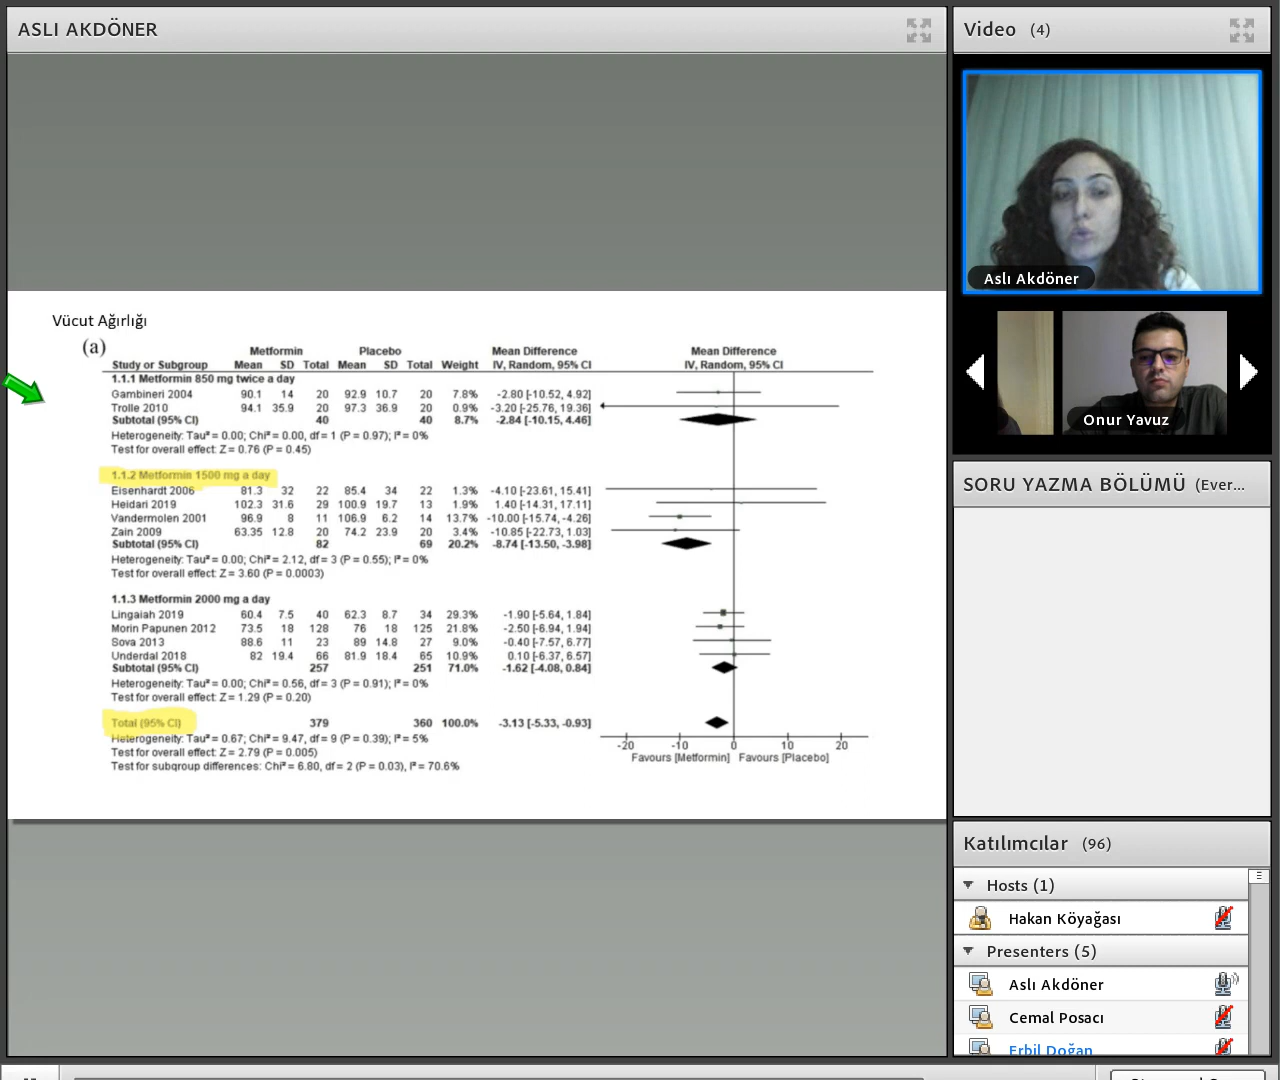 ASLI AKDÖNER
Vücut Ağırlığı
(a)
Metformin Placebo Mean Difference Mean Difference
Study or Subgroup Mean SD Total Mean SD Total Weight IV, Random, 95% CI IV, Random, 95% CI
1.1.1 Metformin 850 mg twice a day
Gambineri 2004 90.1 14 20 92.9 10.7 20 7.8% -2.80 [-10.52, 4.92]
Trolle 2010 94.1 35.9 20 97.3 36.9 20 0.9% -3.20 [-25.76, 19.36]
Subtotal (95% CI) 40 40 8.7% -2.84 [-10.15, 4.46]
Heterogeneity: Tau² = 0.00; Chi² = 0.00, df = 1 (P = 0.97); I² = 0%
Test for overall effect: Z = 0.76 (P = 0.45)
1.1.2 Metformin 1500 mg a day
Eisenhardt 2006 81.3 32 22 85.4 34 22 1.3% -4.10 [-23.61, 15.41]
Heidari 2019 102.3 31.6 29 100.9 19.7 13 1.9% 1.40 [-14.31, 17.11]
Vandermolen 2001 96.9 8 11 106.9 6.2 14 13.7% -10.00 [-15.74, -4.26]
Zain 2009 63.35 12.8 20 74.2 23.9 20 3.4% -10.85 [-22.73, 1.03]
Subtotal (95% CI) 82 69 20.2% -8.74 [-13.50, -3.98]
Heterogeneity: Tau² = 0.00; Chi² = 2.12, df = 3 (P = 0.55); I² = 0%
Test for overall effect: Z = 3.60 (P = 0.0003)
1.1.3 Metformin 2000 mg a day
Lingaiah 2019 60.4 7.5 40 62.3 8.7 34 29.3% -1.90 [-5.64, 1.84]
Morin Papunen 2012 73.5 18 128 76 18 125 21.8% -2.50 [-6.94, 1.94]
Sova 2013 88.6 11 23 89 14.8 27 9.0% -0.40 [-7.57, 6.77]
Underdal 2018 82 19.4 66 81.9 18.4 65 10.9% 0.10 [-6.37, 6.57]
Subtotal (95% CI) 257 251 71.0% -1.62 [-4.08, 0.84]
Heterogeneity: Tau² = 0.00; Chi² = 0.56, df = 3 (P = 0.91); I² = 0%
Test for overall effect: Z = 1.29 (P = 0.20)
Total (95% CI) 379 360 100.0% -3.13 [-5.33, -0.93]
Heterogeneity: Tau² = 0.67; Chi² = 9.47, df = 9 (P = 0.39); I² = 5%
Test for overall effect: Z = 2.79 (P = 0.005)
Test for subgroup differences: Chi² = 6.80, df = 2 (P = 0.03), I² = 70.6%
-20 -10 0 10 20
Favours [Metformin] Favours [Placebo]
Video (4)
Aslı Akdöner
Onur Yavuz
SORU YAZMA BÖLÜMÜ (Ever...
Katılımcılar (96)
Hosts (1)
Hakan Köyağası
Presenters (5)
Aslı Akdöner
Cemal Posacı
Erbil Doğan